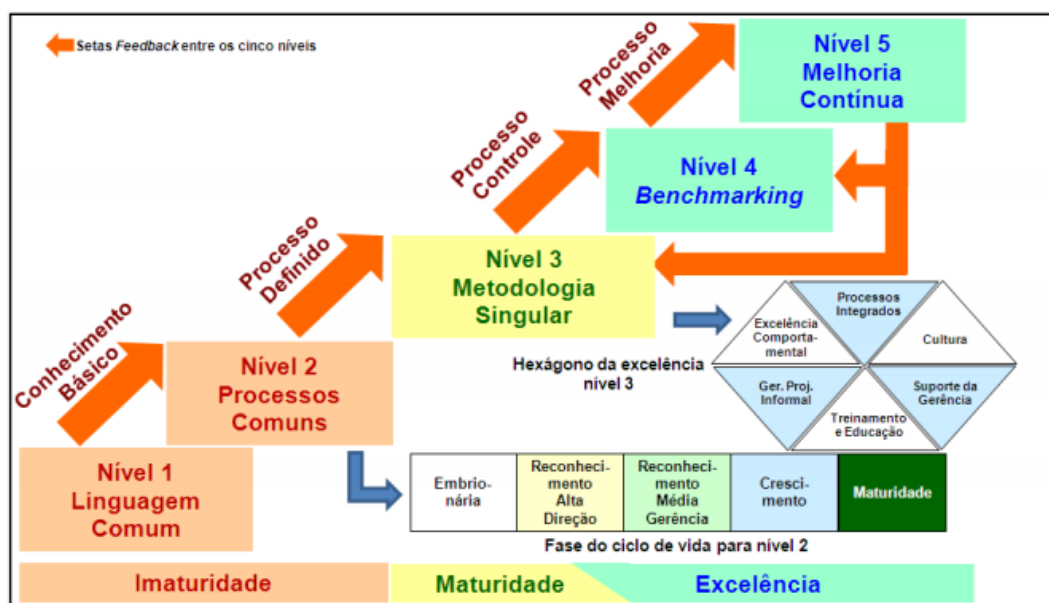 Setas Feedback entre os cinco níveis
Processo
Melhoria
Nível 5
Melhoria
Contínua
Processo
Controle
Nível 4
Benchmarking
Processo
Definido
Nível 3
Metodologia
Singular
Conhecimento
Básico
Nível 2
Processos
Comuns
Nível 1
Linguagem
Comum
Hexágono da excelência
nível 3
Processos
Integrados
Excelência
Comporta-
mental
Cultura
Ger. Proj.
Informal
Suporte da
Gerência
Treinamento
e Educação
Embrio-
nária
Reconheci-
mento
Alta
Direção
Reconheci-
mento
Média
Gerência
Cresci-
mento
Maturidade
Fase do ciclo de vida para nível 2
Imaturidade
Maturidade
Excelência